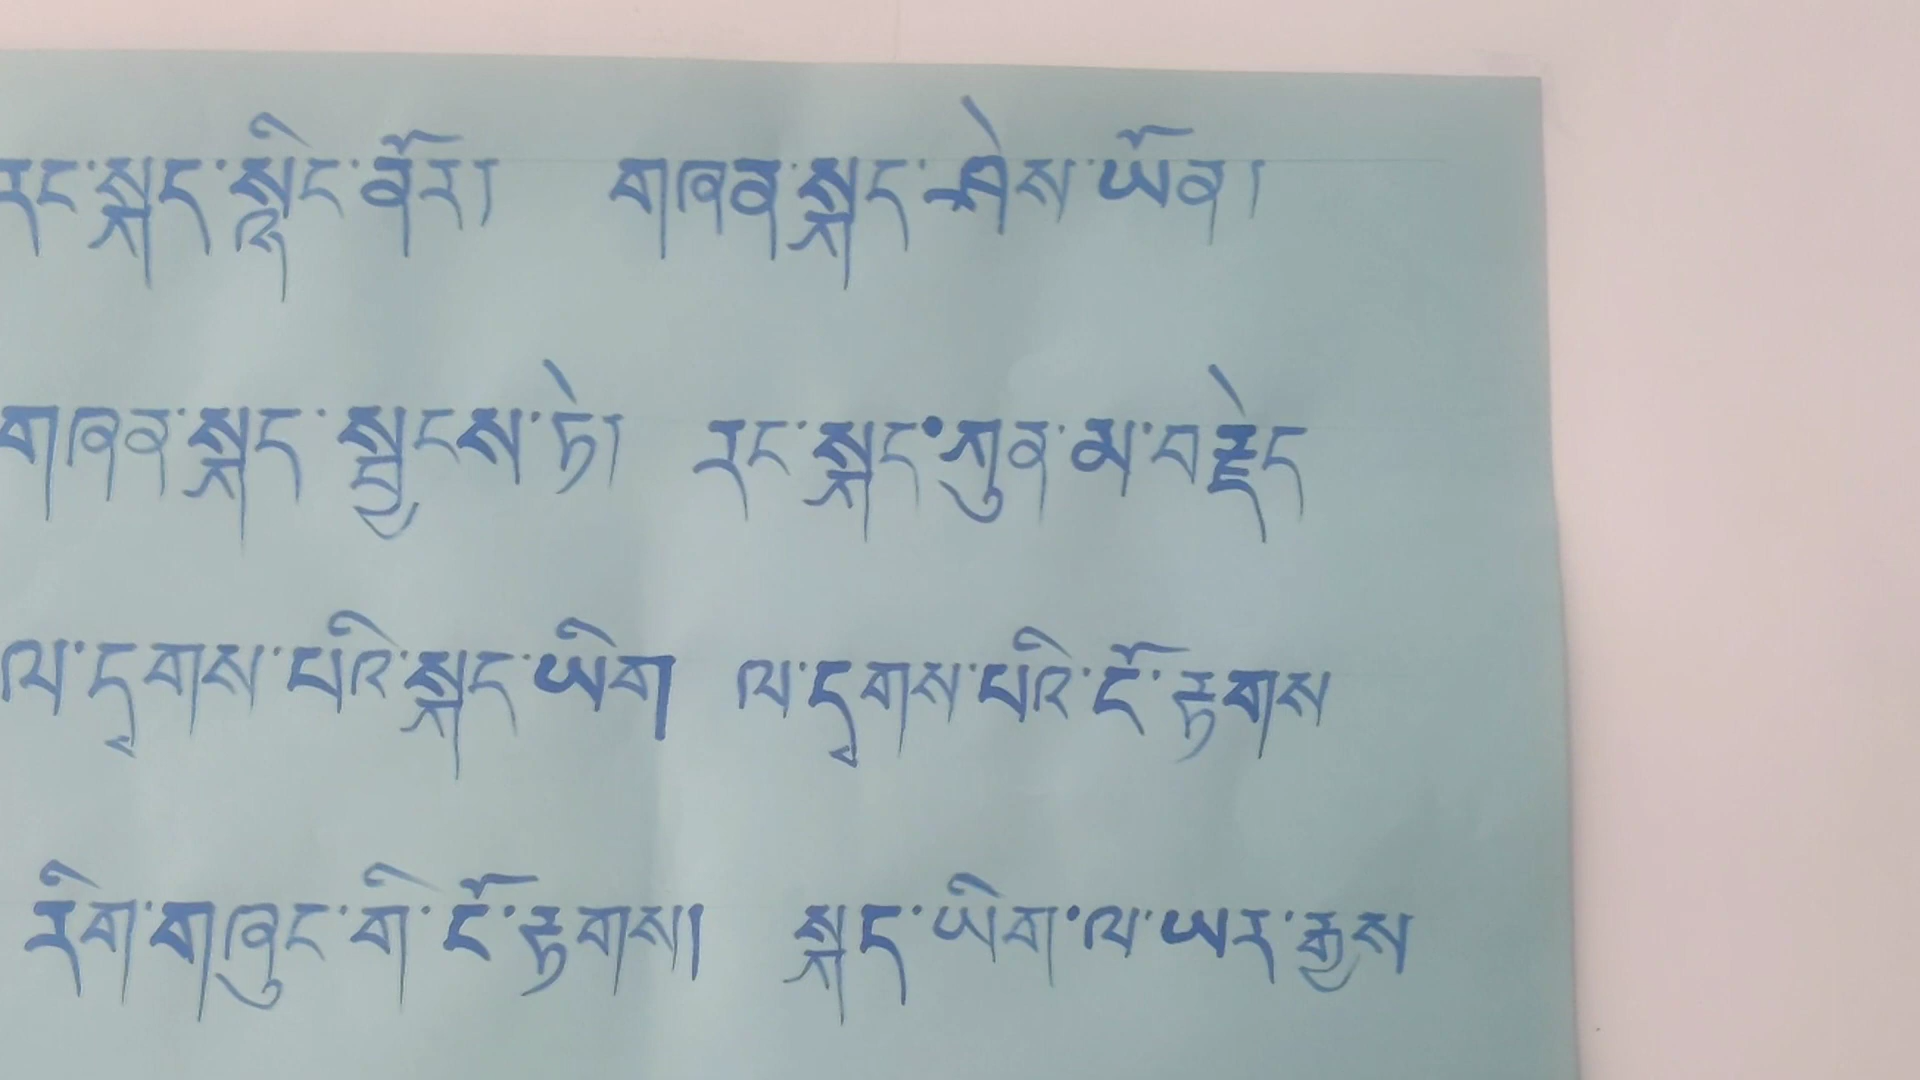 རང་སྐད་སྙིང་ནོར། གཞན་སྐད་ཤེས་ཡོན།
གཞན་སྐད་སྦྱངས་ཏེ། རང་སྐད་ཀུན་མ་བརྗེད
ལ་དྭགས་པའི་སྐད་ཡིག ལ་དྭགས་པའི་ངོ་རྟགས
རིག་གཞུང་གི་ངོ་རྟགས། སྐད་ཡིག་ལ་ཡར་རྒྱས